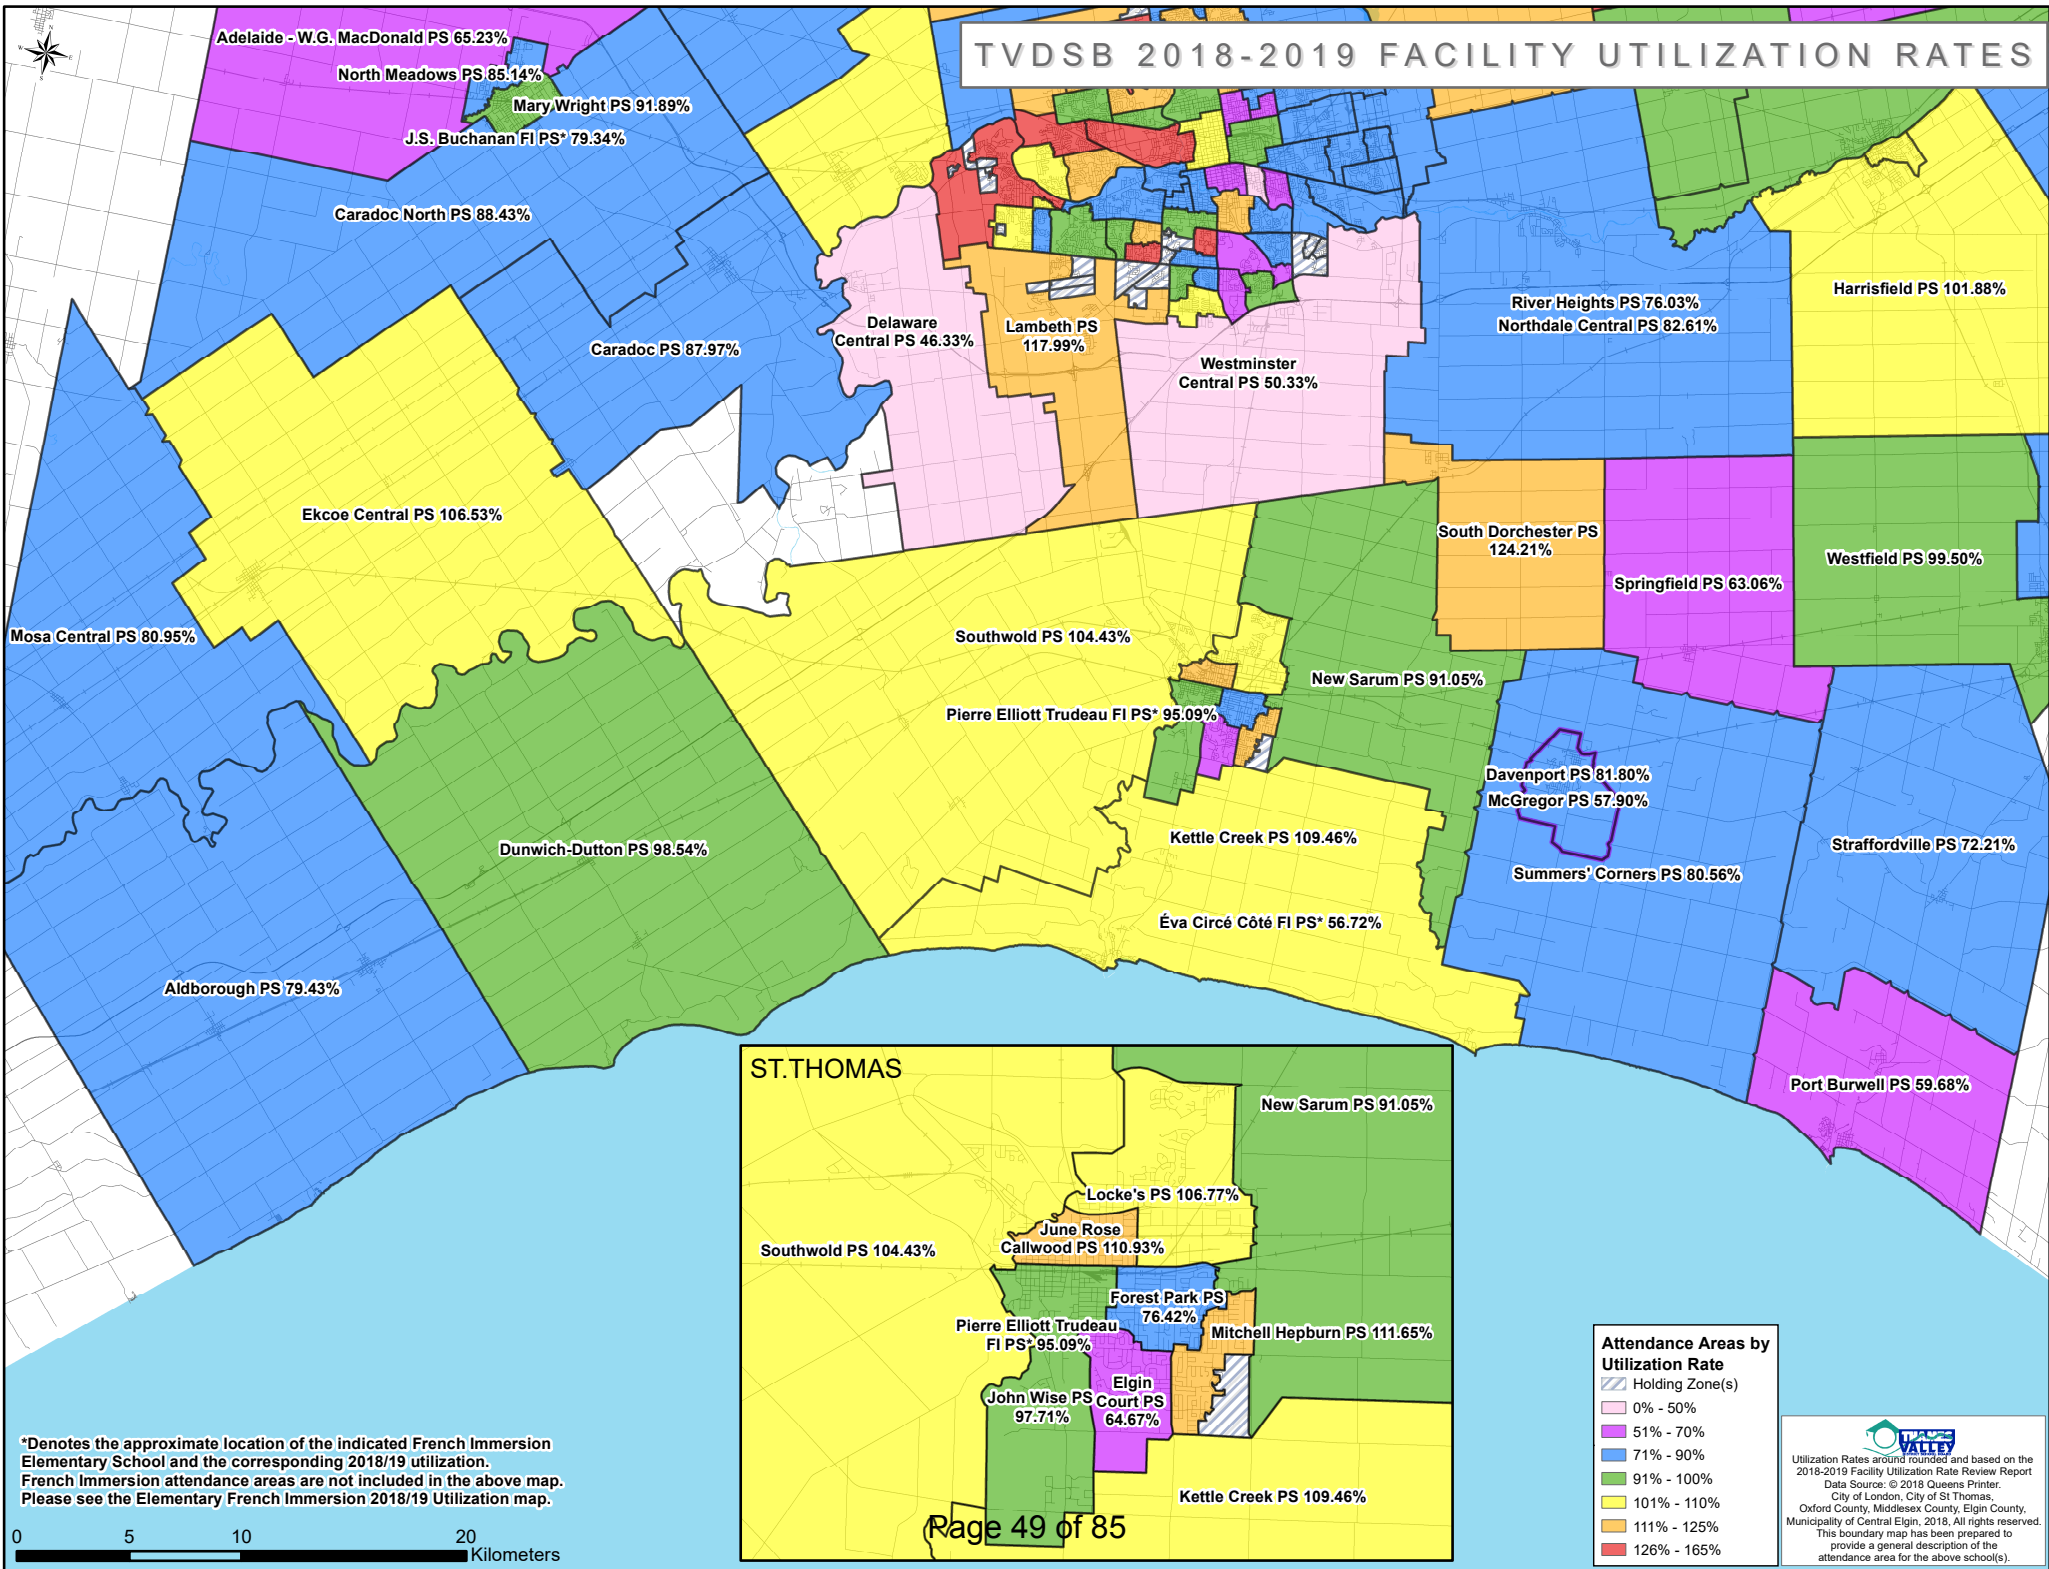 TVDSB 2018-2019 FACILITY UTILIZATION RATES
N
W
E
S
Adelaide - W.G. MacDonald PS 65.23%
North Meadows PS 85.14%
Mary Wright PS 91.89%
J.S. Buchanan FI PS* 79.34%
Caradoc North PS 88.43%
Caradoc PS 87.97%
Delaware
Central PS 46.33%
Lambeth PS
117.99%
Westminster
Central PS 50.33%
River Heights PS 76.03%
Northdale Central PS 82.61%
Harrisfield PS 101.88%
Ekcoe Central PS 106.53%
South Dorchester PS
124.21%
Springfield PS 63.06%
Westfield PS 99.50%
Mosa Central PS 80.95%
Southwold PS 104.43%
New Sarum PS 91.05%
Pierre Elliott Trudeau FI PS* 95.09%
Davenport PS 81.80%
McGregor PS 57.90%
Kettle Creek PS 109.46%
Straffordville PS 72.21%
Dunwich-Dutton PS 98.54%
Summers' Corners PS 80.56%
Éva Circé Côté FI PS* 56.72%
Aldborough PS 79.43%
Port Burwell PS 59.68%
ST.THOMAS
New Sarum PS 91.05%
Locke's PS 106.77%
June Rose
Callwood PS 110.93%
Southwold PS 104.43%
Forest Park PS
76.42%
Pierre Elliott Trudeau
FI PS* 95.09%
Mitchell Hepburn PS 111.65%
John Wise PS
97.71%
Elgin
Court PS
64.67%
Kettle Creek PS 109.46%
Page 49 of 85
*Denotes the approximate location of the indicated French Immersion
Elementary School and the corresponding 2018/19 utilization.
French Immersion attendance areas are not included in the above map.
Please see the Elementary French Immersion 2018/19 Utilization map.
0 5 10 20
Kilometers
Attendance Areas by
Utilization Rate
Holding Zone(s)
0% - 50%
51% - 70%
71% - 90%
91% - 100%
101% - 110%
111% - 125%
126% - 165%
THAMES
VALLEY
DISTRICT SCHOOL BOARD
Utilization Rates around rounded and based on the
2018-2019 Facility Utilization Rate Review Report
Data Source: © 2018 Queens Printer.
City of London, City of St Thomas,
Oxford County, Middlesex County, Elgin County,
Municipality of Central Elgin, 2018, All rights reserved.
This boundary map has been prepared to
provide a general description of the
attendance area for the above school(s).